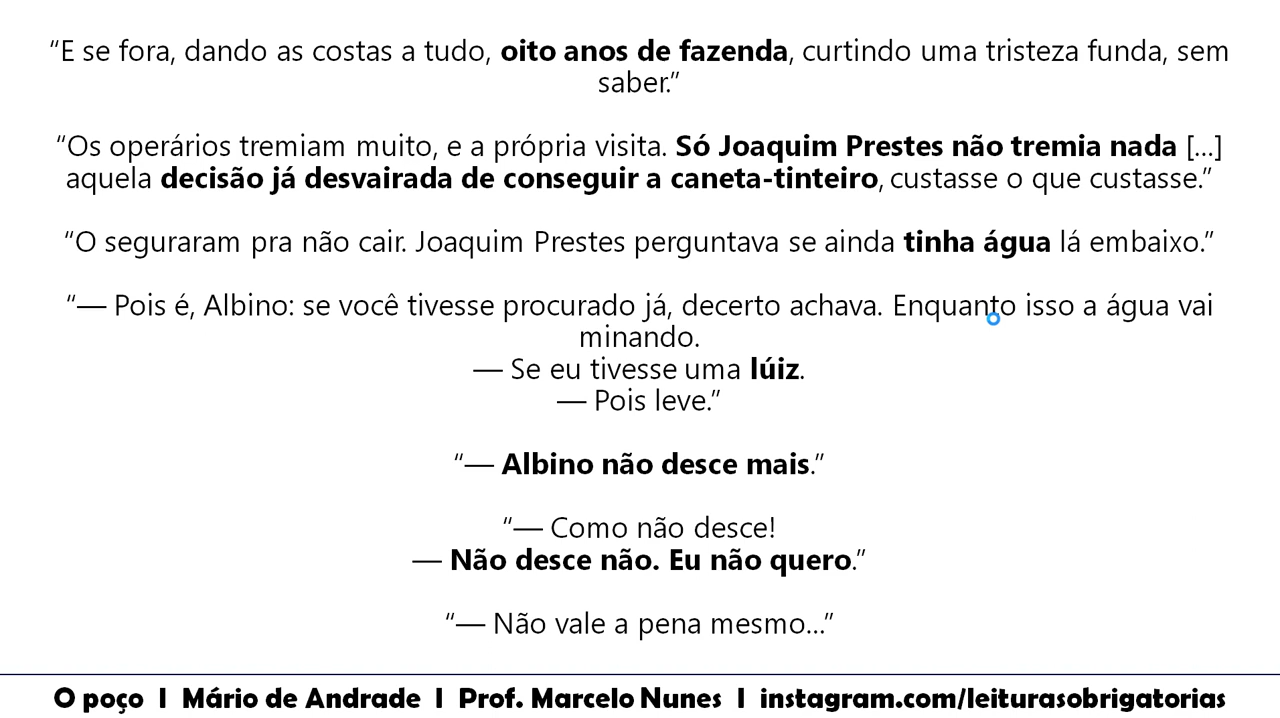 “E se fora, dando as costas a tudo, oito anos de fazenda, curtindo uma tristeza funda, sem
saber.”
“Os operários tremiam muito, e a própria visita. Só Joaquim Prestes não tremia nada [...]
aquela decisão já desvairada de conseguir a caneta-tinteiro, custasse o que custasse.”
“O seguraram pra não cair. Joaquim Prestes perguntava se ainda tinha água lá embaixo.”
“— Pois é, Albino: se você tivesse procurado já, decerto achava. Enquanto isso a água vai
minando.
— Se eu tivesse uma lúiz.
— Pois leve.”
“— Albino não desce mais.”
“— Como não desce!
— Não desce não. Eu não quero.”
“— Não vale a pena mesmo...”
O poço I Mário de Andrade I Prof. Marcelo Nunes I instagram.com/leiturasobrigatorias